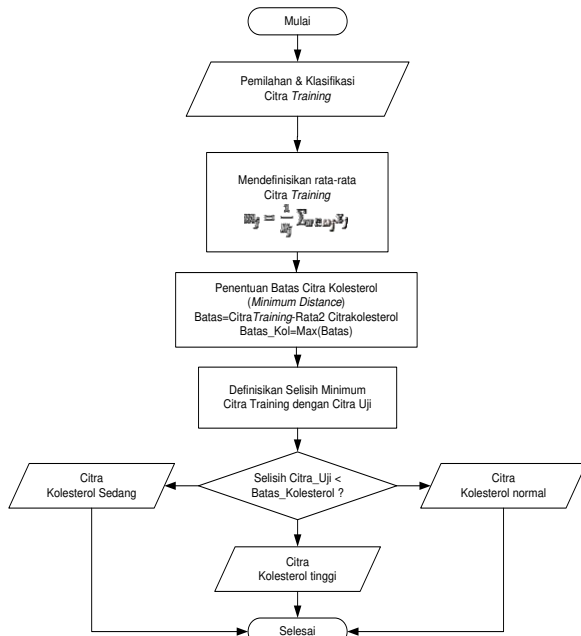 Mulai
Pemilahan & Klasifikasi
Citra Training
Mendefinisikan rata-rata
Citra Training
Penentuan Batas Citra Kolesterol
(Minimum Distance)
Batas=CitraTraining-Rata2 Citrakolesterol
Batas_Kol=Max(Batas)
Definisikan Selisih Minimum
Citra Training dengan Citra Uji
Citra
Kolesterol Sedang
Selisih Citra_Uji <
Batas_Kolesterol ?
Citra
Kolesterol normal
Citra
Kolesterol tinggi
Selesai